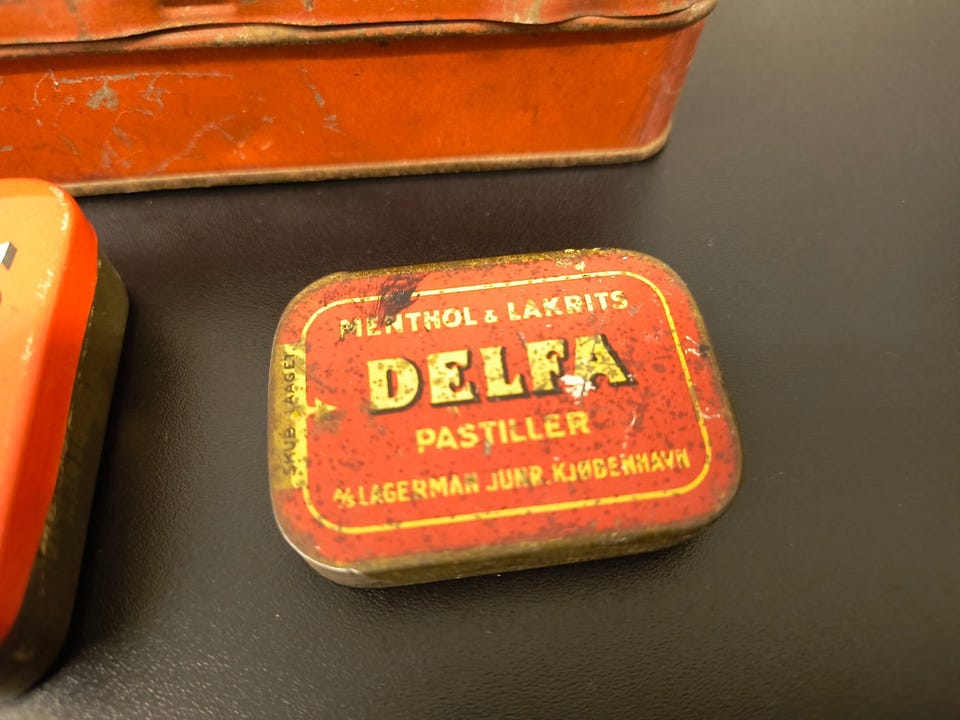 MENTHOL & LAKRITS
DELFA
PASTILLER
A/S LAGERMAN JUNR. KJØBENHAVN
SKUB LAAGET